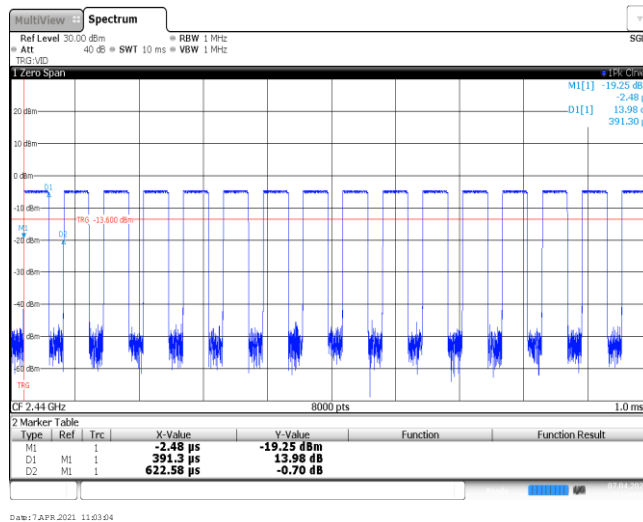 MultiView Spectrum
Ref Level 30.00 dBm RBW 1 MHz SGL
Att 40 dB SWT 10 ms VBW 1 MHz
TRG:VID
1 Zero Span 1Pk Clrw
M1[1] -19.25 dB
-2.48 µ
D1[1] 13.98 d
391.30 µ
20 dBm
10 dBm
0 dBm
D1
-10 dBm
TRG -13.600 dBm
M1
D2
-20 dBm
-30 dBm
-40 dBm
-50 dBm
-60 dBm
TRG
CF 2.44 GHz 8000 pts 1.0 ms
2 Marker Table
Type Ref Trc X-Value Y-Value Function Function Result
M1 1 -2.48 µs -19.25 dBm
D1 M1 1 391.3 µs 13.98 dB
D2 M1 1 622.58 µs -0.70 dB
Date:7.APR.2021 11:03:04